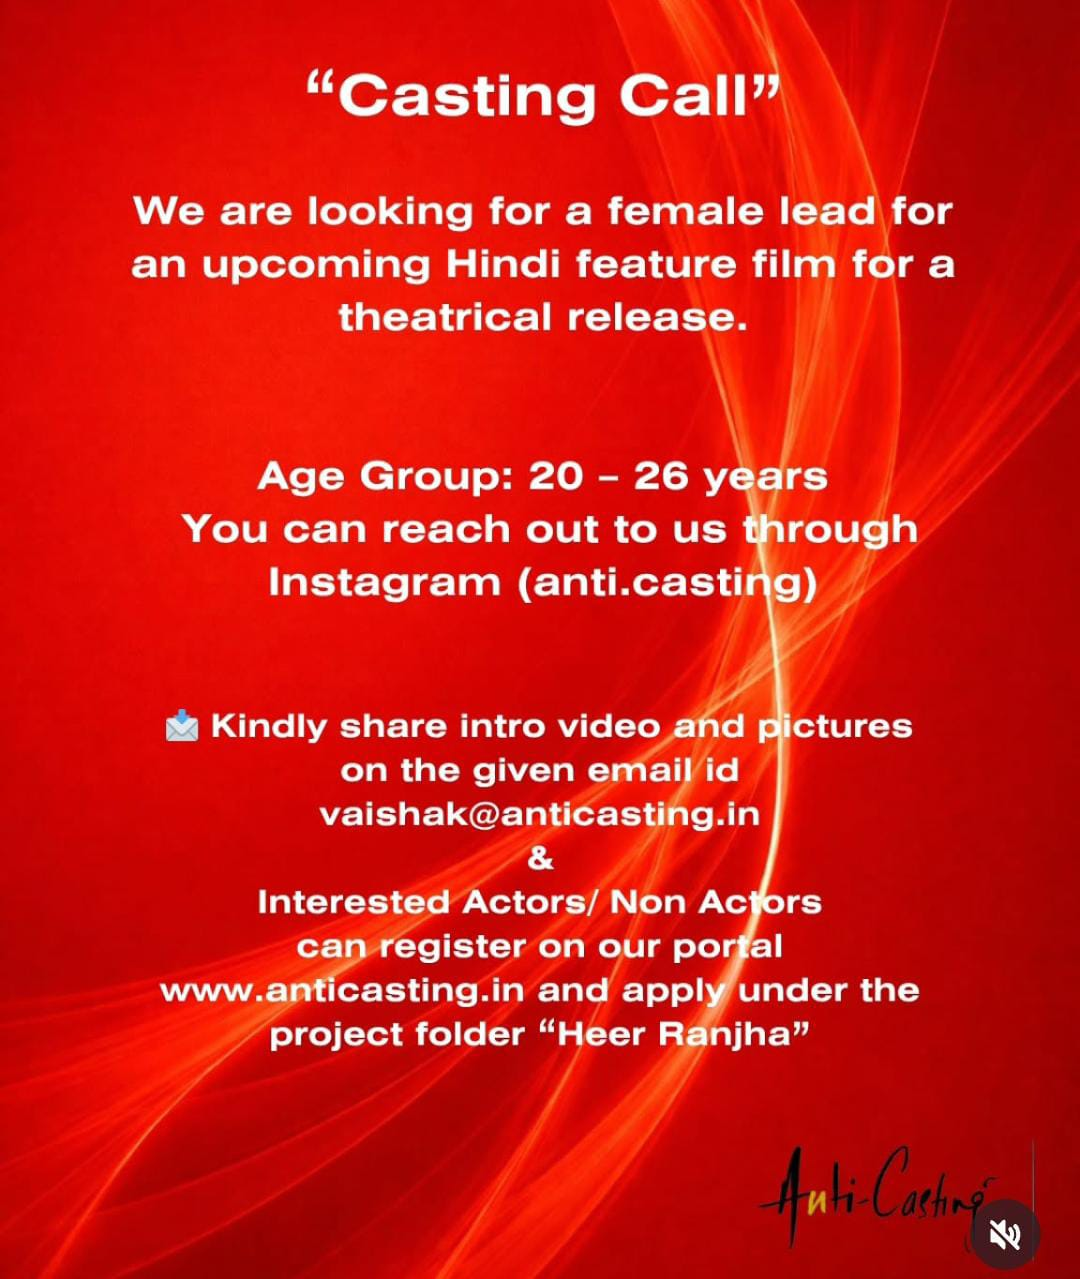 “Casting Call”
We are looking for a female lead for
an upcoming Hindi feature film for a
theatrical release.
Age Group: 20 – 26 years
You can reach out to us through
Instagram (anti.casting)
📩 Kindly share intro video and pictures
on the given email id
vaishak@anticasting.in
&
Interested Actors/ Non Actors
can register on our portal
www.anticasting.in and apply under the
project folder “Heer Ranjha”
Anti-Casting